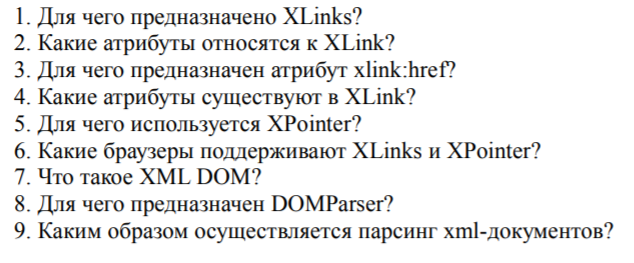 1. Для чего предназначено XLinks?
2. Какие атрибуты относятся к XLink?
3. Для чего предназначен атрибут xlink:href?
4. Какие атрибуты существуют в XLink?
5. Для чего используется XPointer?
6. Какие браузеры поддерживают XLinks и XPointer?
7. Что такое XML DOM?
8. Для чего предназначен DOMParser?
9. Каким образом осуществляется парсинг xml-документов?